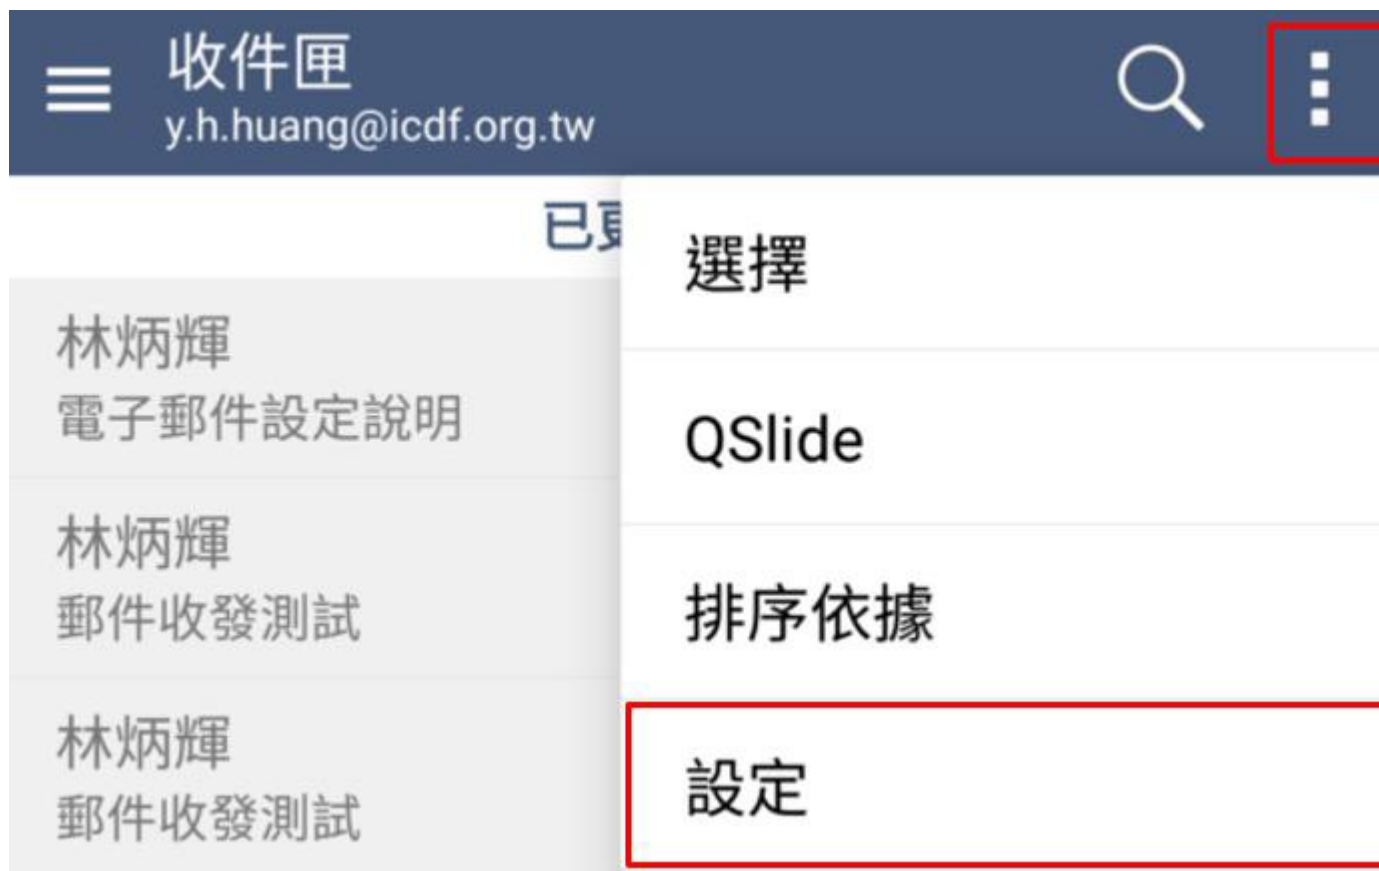 收件匣
y.h.huang@icdf.org.tw
已
選擇
林炳輝
電子郵件設定說明
QSlide
林炳輝
郵件收發測試
排序依據
林炳輝
郵件收發測試
設定